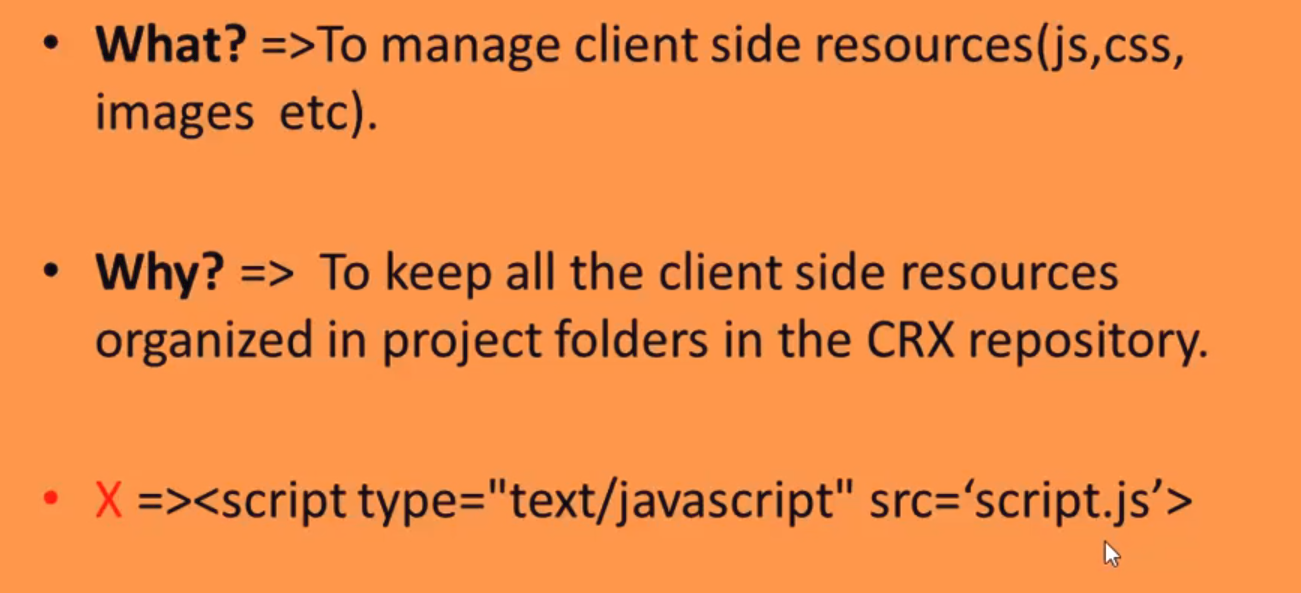 • What? =>To manage client side resources(js,css,
images etc).
• Why? => To keep all the client side resources
organized in project folders in the CRX repository.
• X =><script type="text/javascript" src=‘script.js’>